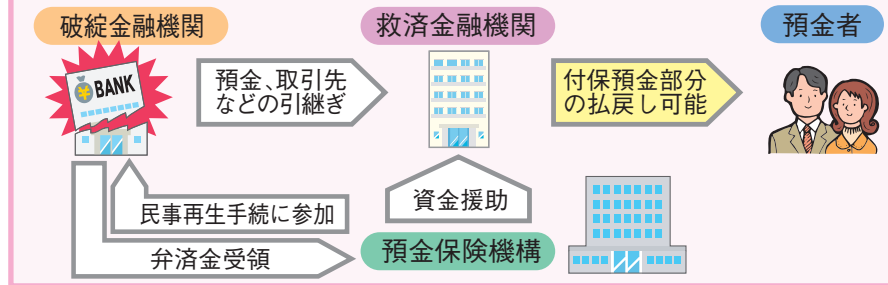 破綻金融機関
救済金融機関
預金者
¥BANK
預金、取引先
などの引継ぎ
付保預金部分
の払戻し可能
民事再生手続に参加
資金援助
弁済金受領
預金保険機構